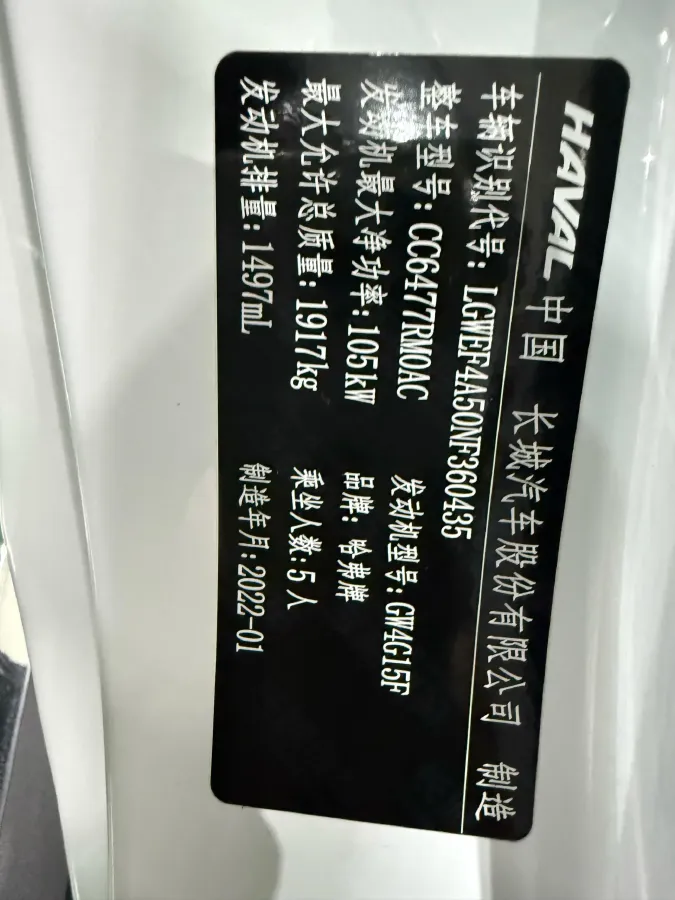 HAVAL 中国 长城汽车股份有限公司 制造
车辆识别代号: LGWEF4A50NF360435
整车型号: CC6477RM0AC 发动机型号: GW4G15F
发动机最大净功率: 105kW 品牌: 哈弗牌
最大允许总质量: 1917kg 乘坐人数: 5 人
发动机排量: 1497mL 制造年月: 2022-01